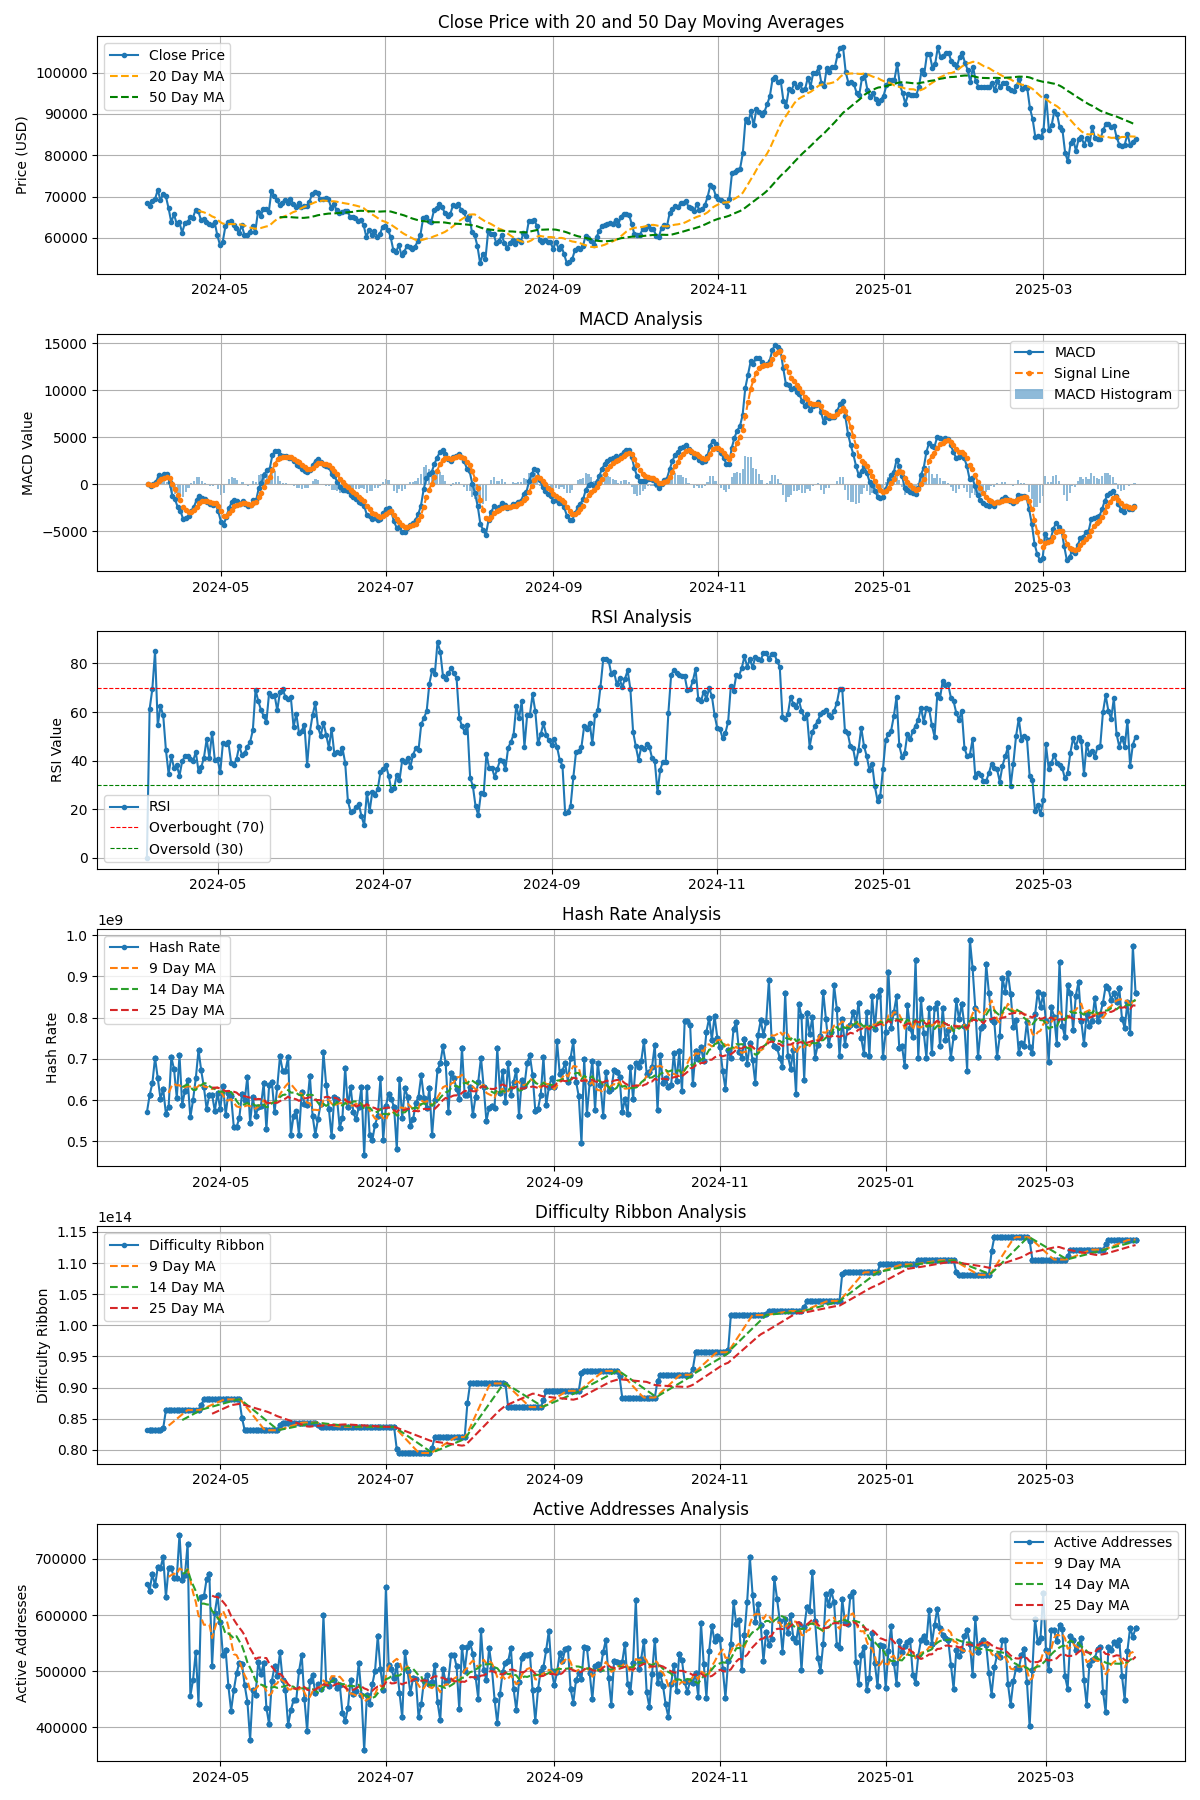 Close Price with 20 and 50 Day Moving Averages
Close Price
20 Day MA
50 Day MA
Price (USD)
100000
90000
80000
70000
60000
2024-05 2024-07 2024-09 2024-11 2025-01 2025-03
MACD Analysis
MACD
Signal Line
MACD Histogram
MACD Value
15000
10000
5000
0
−5000
2024-05 2024-07 2024-09 2024-11 2025-01 2025-03
RSI Analysis
RSI Value
80
60
40
20
0
RSI
Overbought (70)
Oversold (30)
2024-05 2024-07 2024-09 2024-11 2025-01 2025-03
Hash Rate Analysis
1e9
Hash Rate
9 Day MA
14 Day MA
25 Day MA
Hash Rate
1.0
0.9
0.8
0.7
0.6
0.5
2024-05 2024-07 2024-09 2024-11 2025-01 2025-03
Difficulty Ribbon Analysis
1e14
Difficulty Ribbon
9 Day MA
14 Day MA
25 Day MA
Difficulty Ribbon
1.15
1.10
1.05
1.00
0.95
0.90
0.85
0.80
2024-05 2024-07 2024-09 2024-11 2025-01 2025-03
Active Addresses Analysis
Active Addresses
9 Day MA
14 Day MA
25 Day MA
Active Addresses
700000
600000
500000
400000
2024-05 2024-07 2024-09 2024-11 2025-01 2025-03